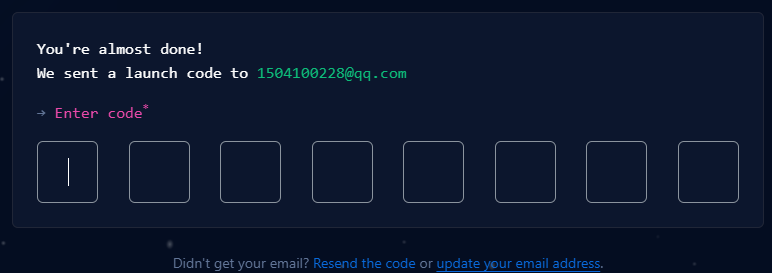 You're almost done!
We sent a launch code to 1504100228@qq.com
→ Enter code*
Didn't get your email? Resend the code or update your email address.